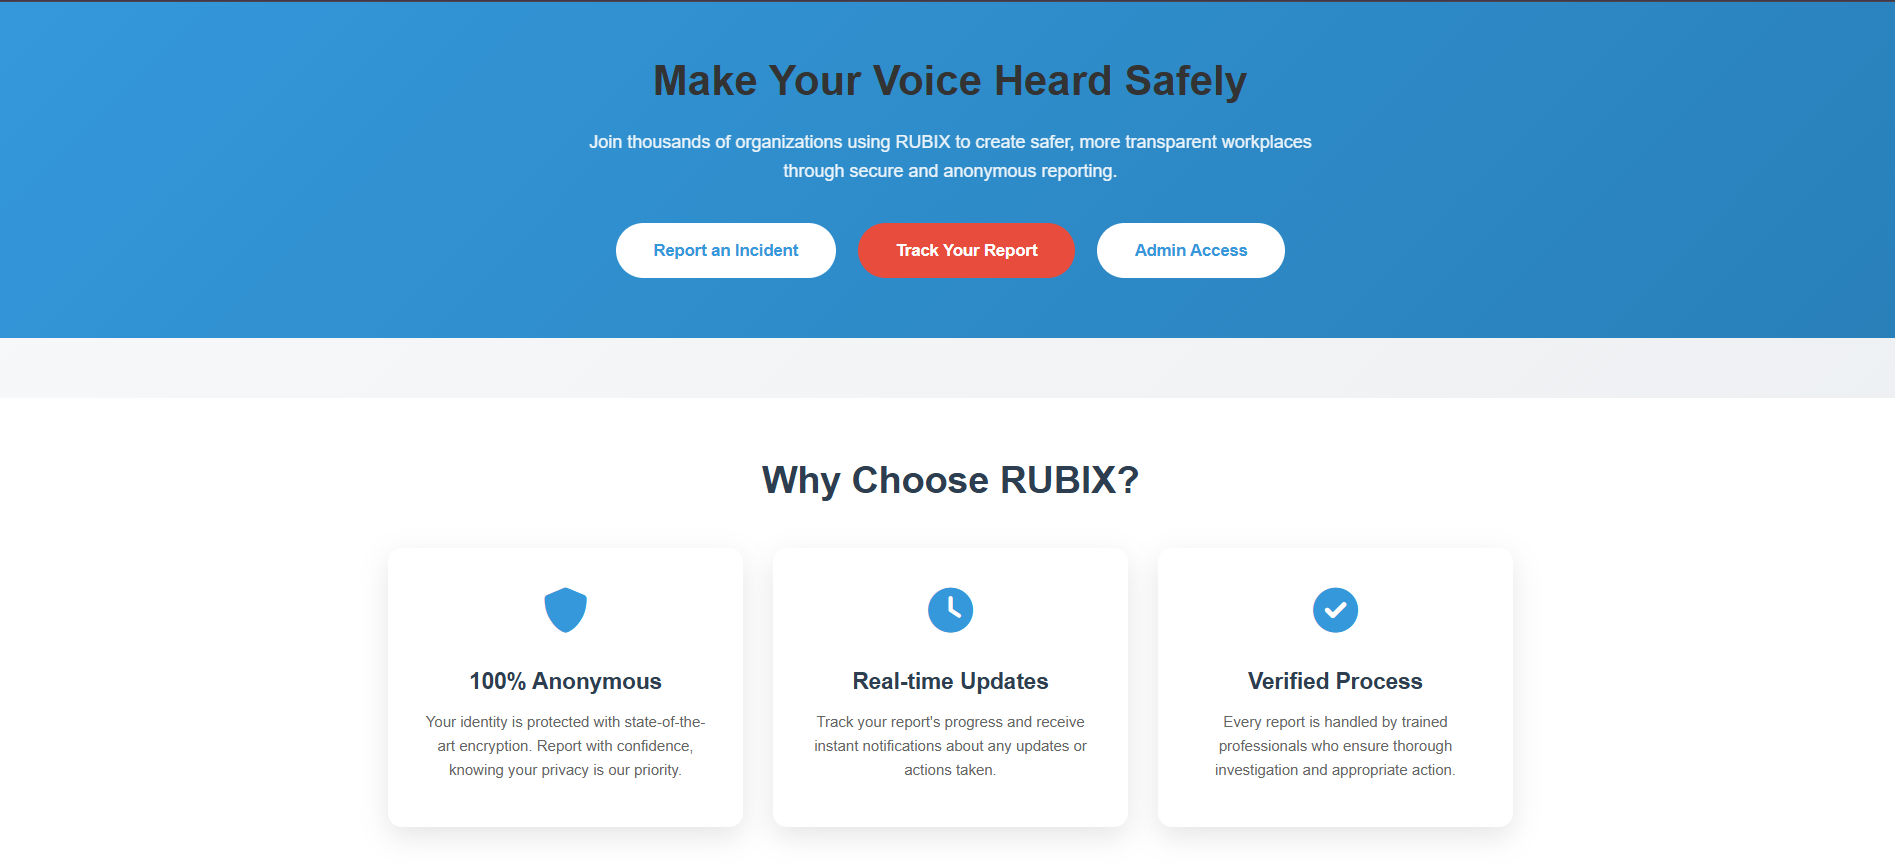 Make Your Voice Heard Safely
Join thousands of organizations using RUBIX to create safer, more transparent workplaces
through secure and anonymous reporting.
Report an Incident
Track Your Report
Admin Access
Why Choose RUBIX?
100% Anonymous
Your identity is protected with state-of-the-
art encryption. Report with confidence,
knowing your privacy is our priority.
Real-time Updates
Track your report's progress and receive
instant notifications about any updates or
actions taken.
Verified Process
Every report is handled by trained
professionals who ensure thorough
investigation and appropriate action.